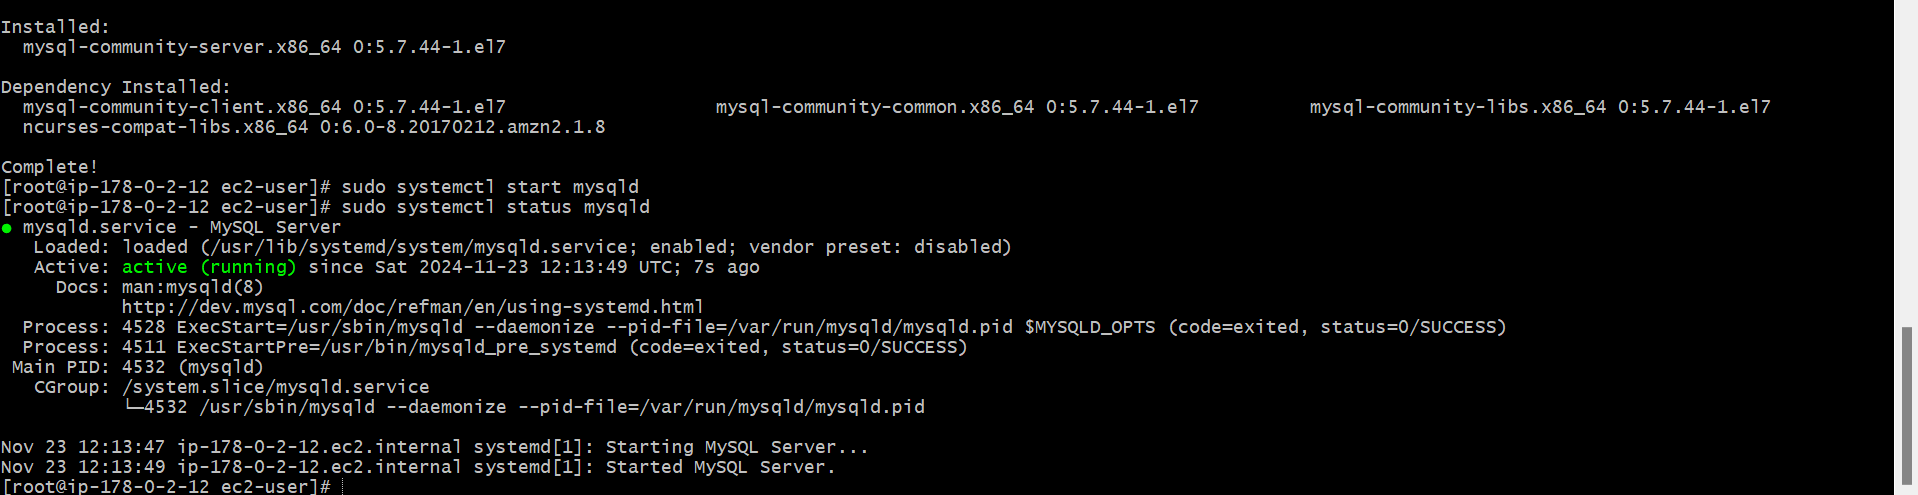 Installed:
  mysql-community-server.x86_64 0:5.7.44-1.el7
Dependency Installed:
  mysql-community-client.x86_64 0:5.7.44-1.el7                   mysql-community-common.x86_64 0:5.7.44-1.el7          mysql-community-libs.x86_64 0:5.7.44-1.el7
  ncurses-compat-libs.x86_64 0:6.0-8.20170212.amzn2.1.8
Complete!
[root@ip-178-0-2-12 ec2-user]# sudo systemctl start mysqld
[root@ip-178-0-2-12 ec2-user]# sudo systemctl status mysqld
● mysqld.service - MySQL Server
   Loaded: loaded (/usr/lib/systemd/system/mysqld.service; enabled; vendor preset: disabled)
   Active: active (running) since Sat 2024-11-23 12:13:49 UTC; 7s ago
     Docs: man:mysqld(8)
           http://dev.mysql.com/doc/refman/en/using-systemd.html
  Process: 4528 ExecStart=/usr/sbin/mysqld --daemonize --pid-file=/var/run/mysqld/mysqld.pid $MYSQLD_OPTS (code=exited, status=0/SUCCESS)
  Process: 4511 ExecStartPre=/usr/bin/mysqld_pre_systemd (code=exited, status=0/SUCCESS)
 Main PID: 4532 (mysqld)
   CGroup: /system.slice/mysqld.service
           └─4532 /usr/sbin/mysqld --daemonize --pid-file=/var/run/mysqld/mysqld.pid
Nov 23 12:13:47 ip-178-0-2-12.ec2.internal systemd[1]: Starting MySQL Server...
Nov 23 12:13:49 ip-178-0-2-12.ec2.internal systemd[1]: Started MySQL Server.
[root@ip-178-0-2-12 ec2-user]#